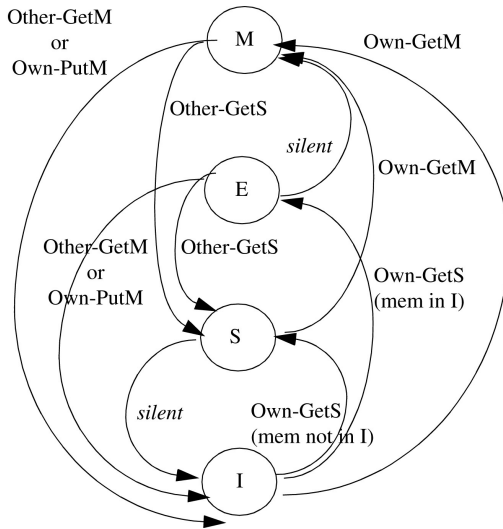 Other-GetM
or
Own-PutM
M
Own-GetM
Other-GetS
silent
Own-GetM
E
Other-GetM
or
Own-PutM
Other-GetS
Own-GetS
(mem in I)
S
silent
Own-GetS
(mem not in I)
I